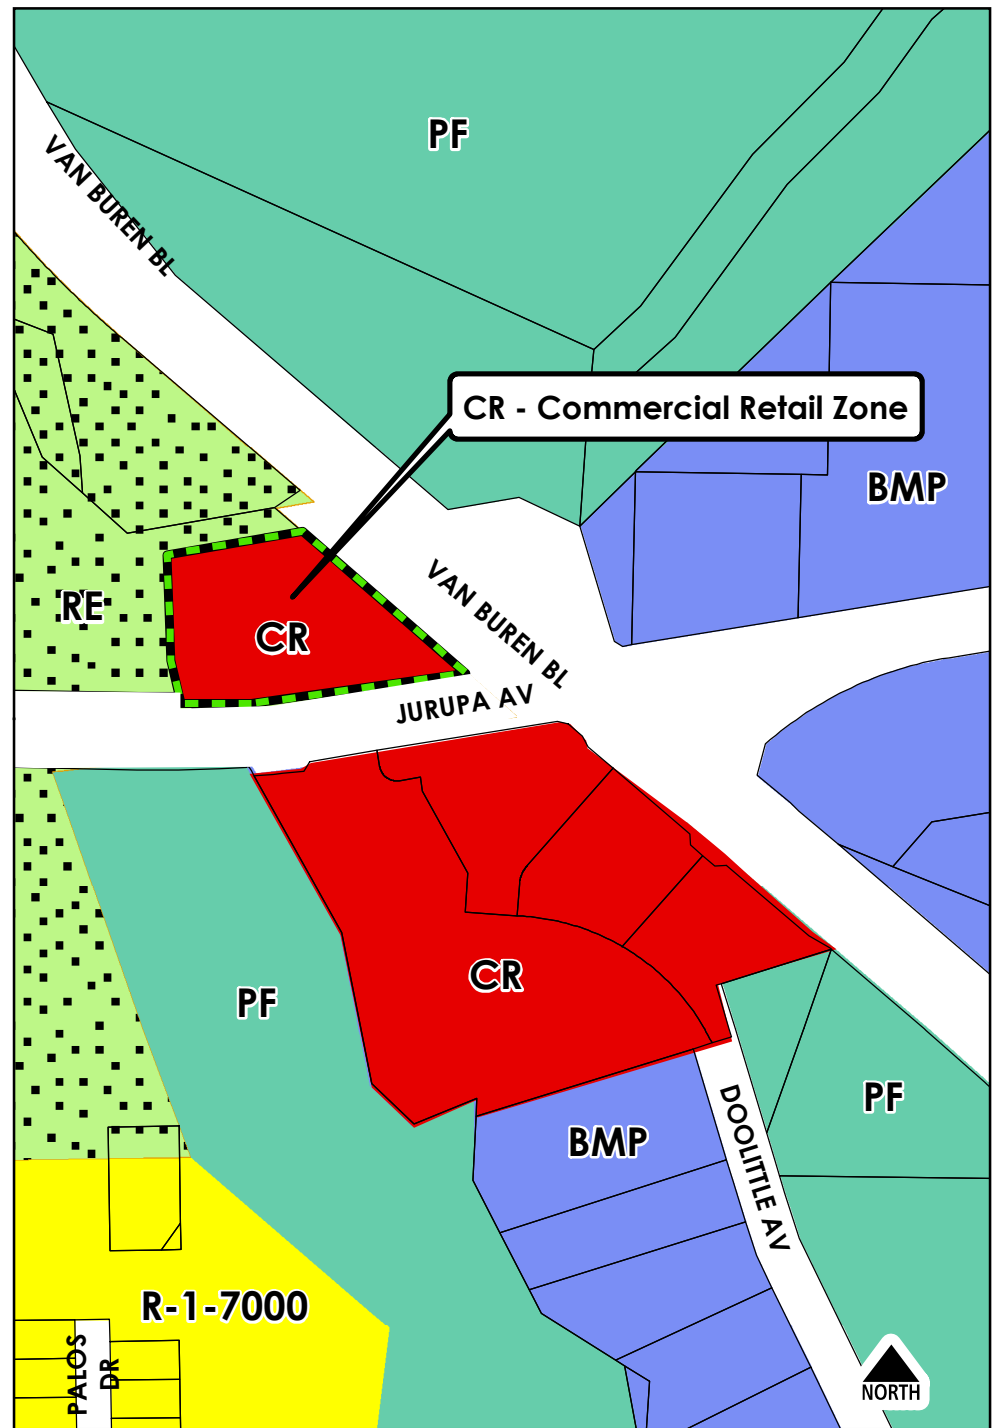 PF
VAN BUREN BL
CR - Commercial Retail Zone
BMP
RE
CR
VAN BUREN BL
JURUPA AV
CR
PF
PF
BMP
DOOLITTLE AV
R-1-7000
PALOS
DR
NORTH